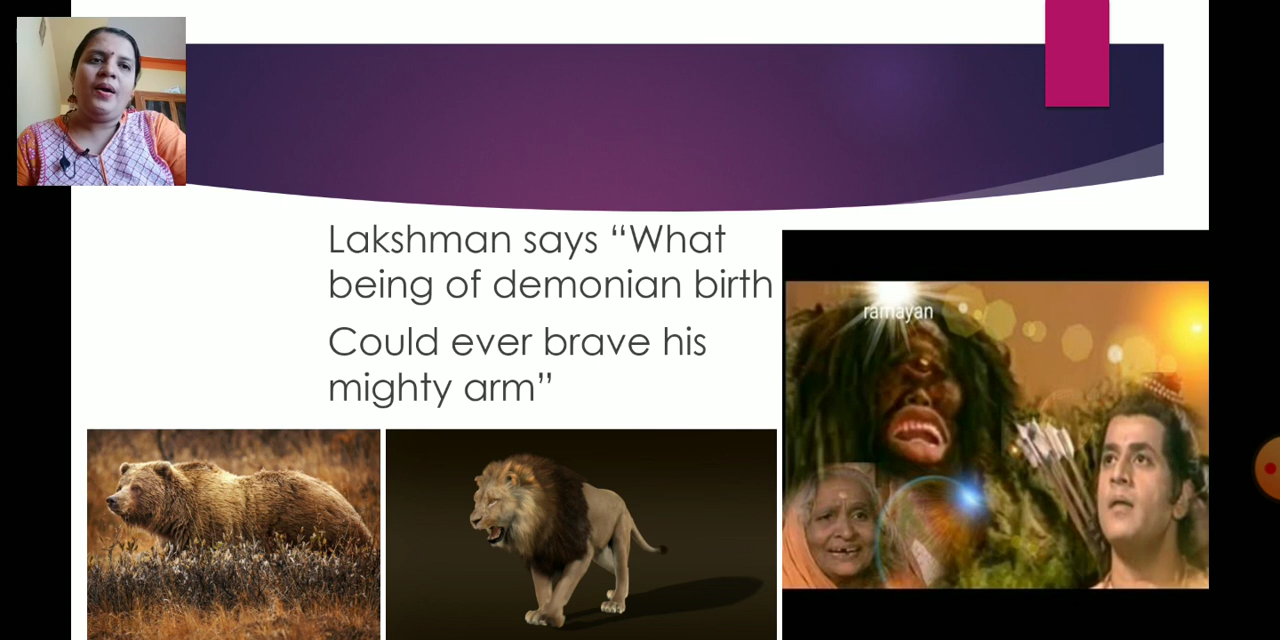 Lakshman says “What
being of demonian birth
Could ever brave his
mighty arm”
ramayan